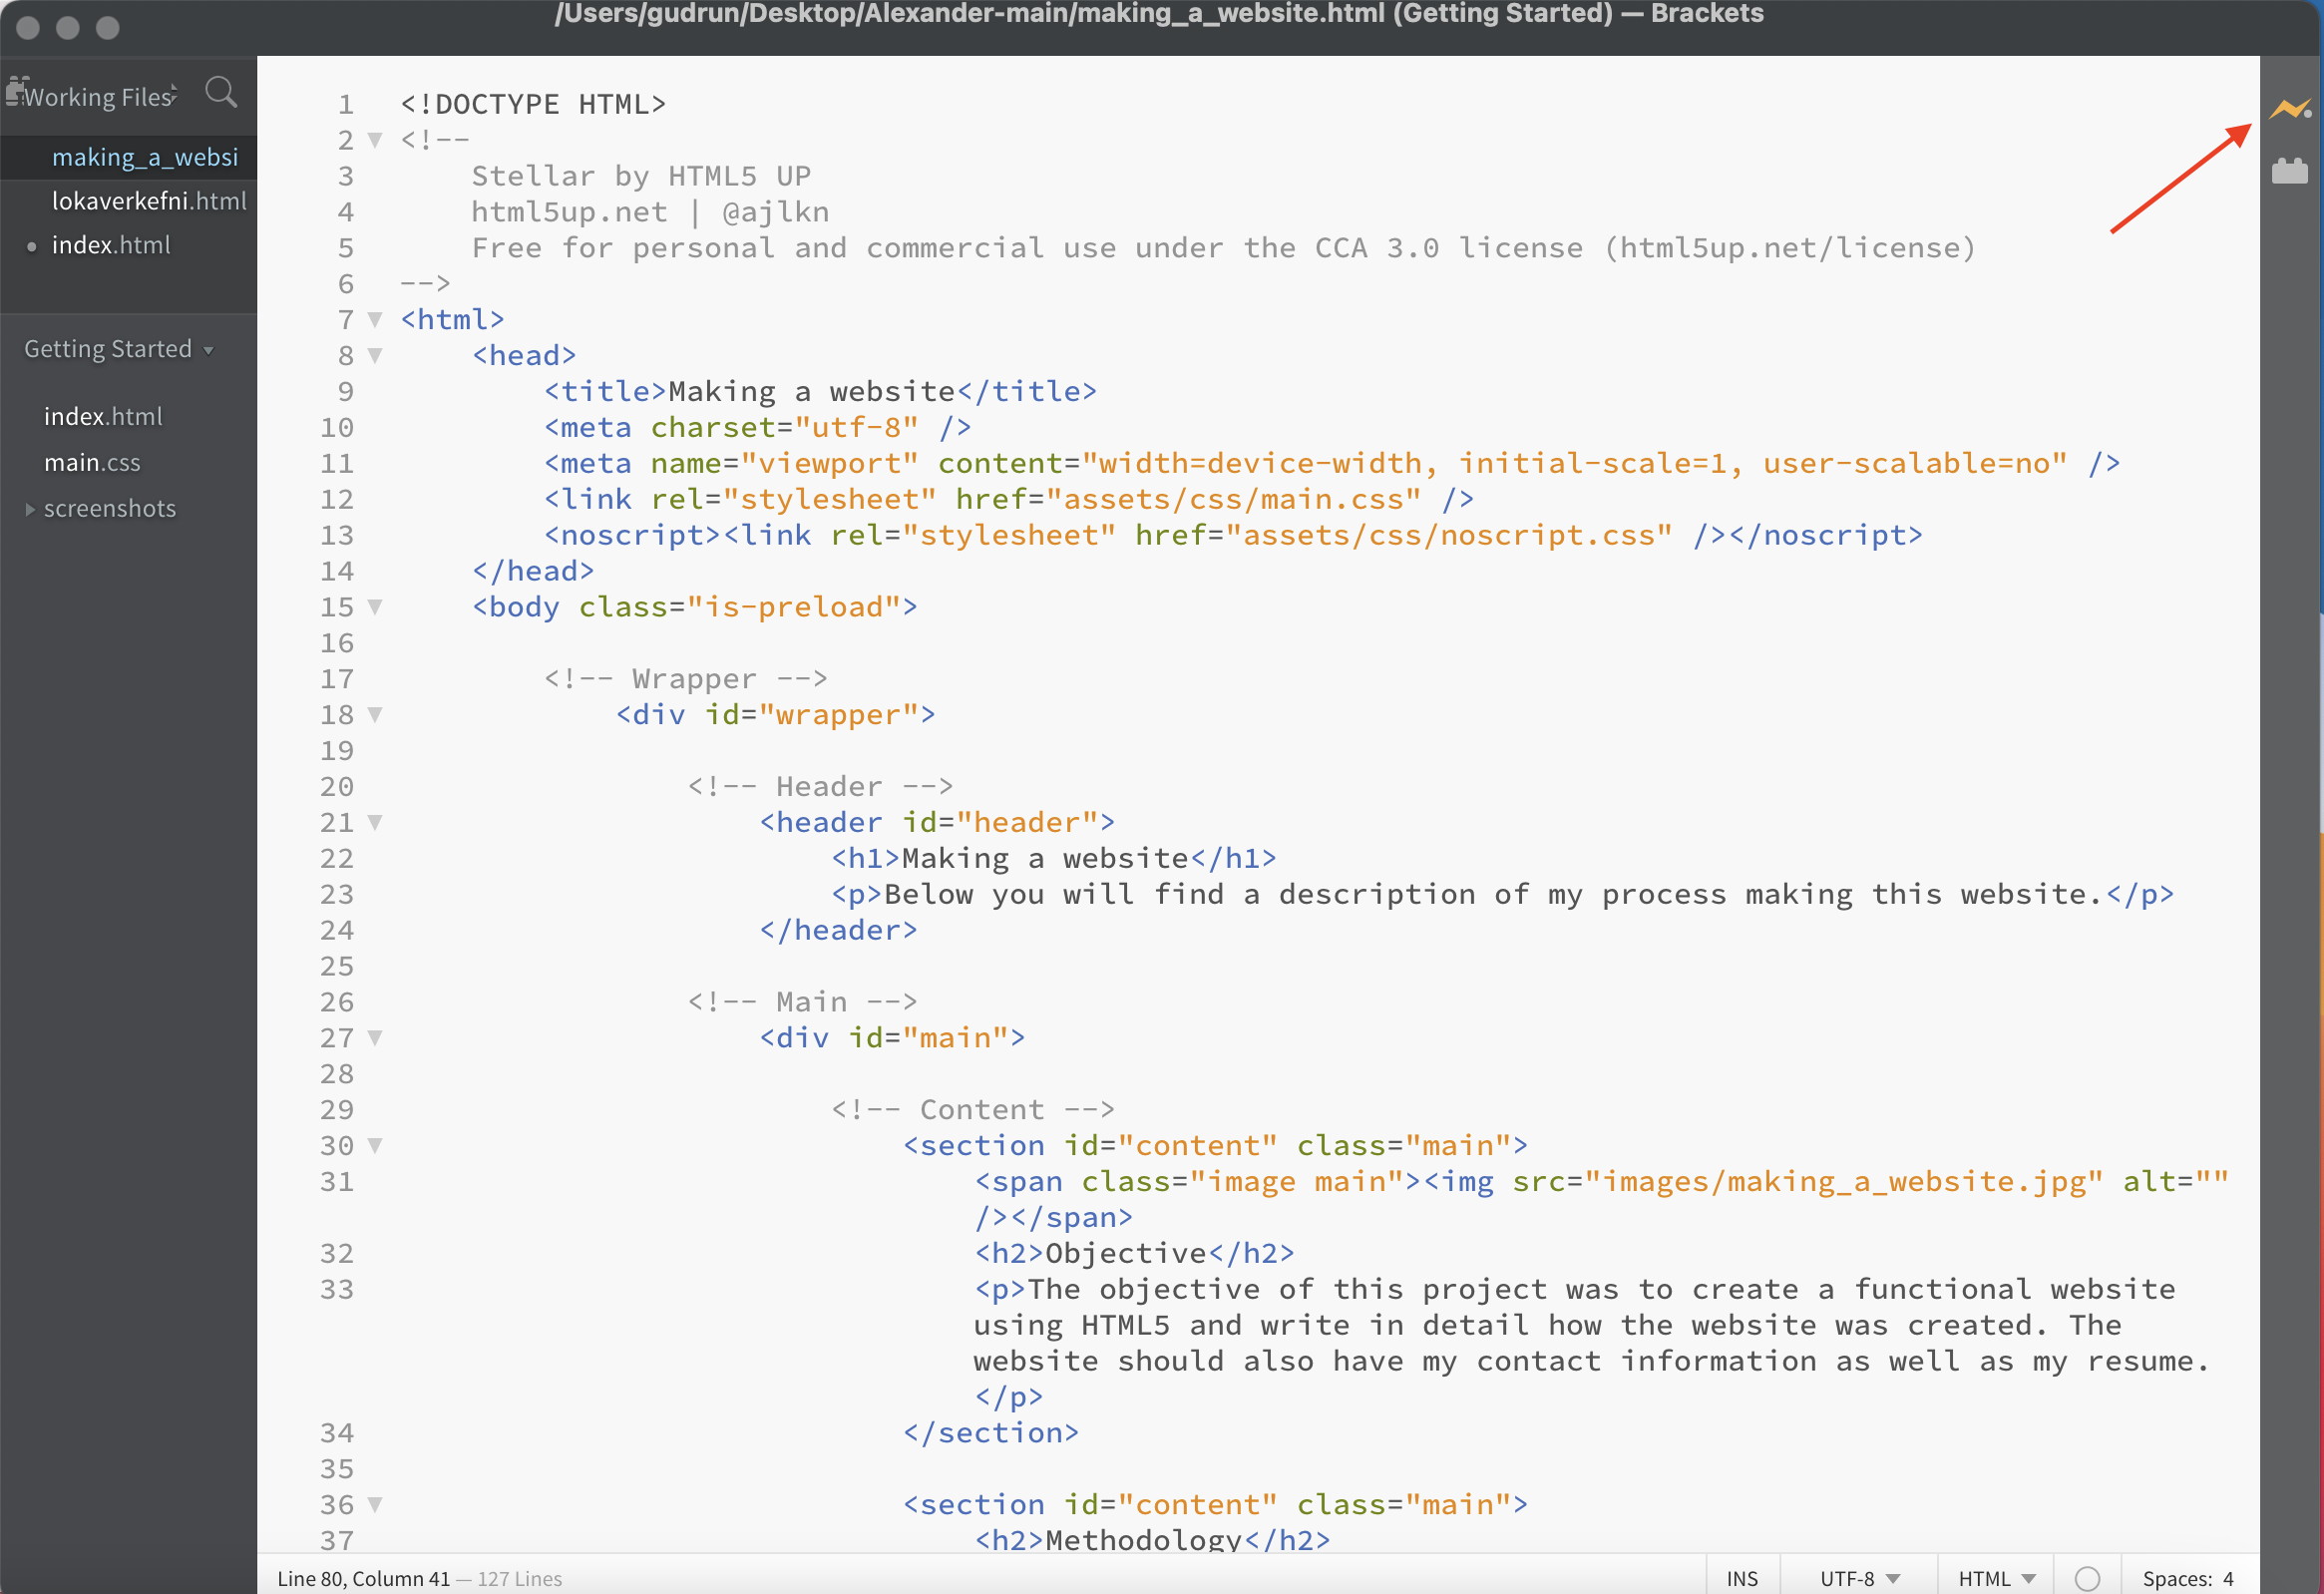 /Users/gudrun/Desktop/Alexander-main/making_a_website.html (Getting Started) — Brackets
Working Files
making_a_websi
lokaverkefni.html
index.html
Getting Started
index.html
main.css
screenshots
1 <!DOCTYPE HTML>
2 <!--
3 Stellar by HTML5 UP
4 html5up.net | @ajlkn
5 Free for personal and commercial use under the CCA 3.0 license (html5up.net/license)
6 -->
7 <html>
8 <head>
9 <title>Making a website</title>
10 <meta charset="utf-8" />
11 <meta name="viewport" content="width=device-width, initial-scale=1, user-scalable=no" />
12 <link rel="stylesheet" href="assets/css/main.css" />
13 <noscript><link rel="stylesheet" href="assets/css/noscript.css" /></noscript>
14 </head>
15 <body class="is-preload">
16
17 <!-- Wrapper -->
18 <div id="wrapper">
19
20 <!-- Header -->
21 <header id="header">
22 <h1>Making a website</h1>
23 <p>Below you will find a description of my process making this website.</p>
24 </header>
25
26 <!-- Main -->
27 <div id="main">
28
29 <!-- Content -->
30 <section id="content" class="main">
31 <span class="image main"><img src="images/making_a_website.jpg" alt=""
/></span>
32 <h2>Objective</h2>
33 <p>The objective of this project was to create a functional website
using HTML5 and write in detail how the website was created. The
website should also have my contact information as well as my resume.
</p>
34 </section>
35
36 <section id="content" class="main">
37 <h2>Methodology</h2>
Line 80, Column 41 — 127 Lines
INS
UTF-8
HTML
Spaces: 4